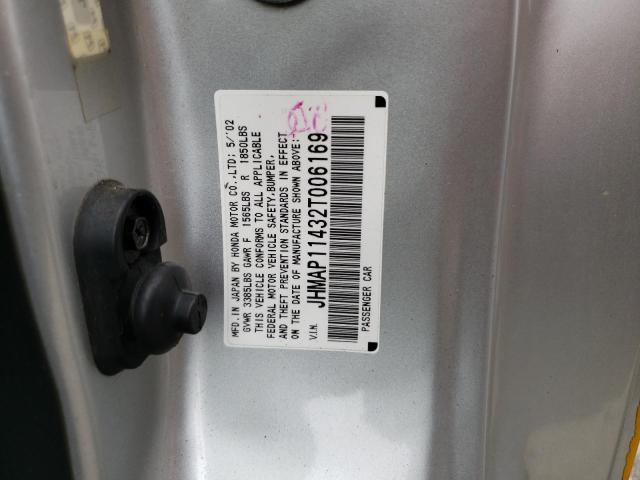 MFD.IN JAPAN BY HONDA MOTOR CO.,LTD; 5/'02
GVWR 3385LBS GAWR F 1565LBS R 1850LBS
THIS VEHICLE CONFORMS TO ALL APPLICABLE
FEDERAL MOTOR VEHICLE SAFETY,BUMPER,
AND THEFT PREVENTION STANDARDS IN EFFECT
ON THE DATE OF MANUFACTURE SHOWN ABOVE:
V.I.N. JHMAP11432T006169
PASSENGER CAR